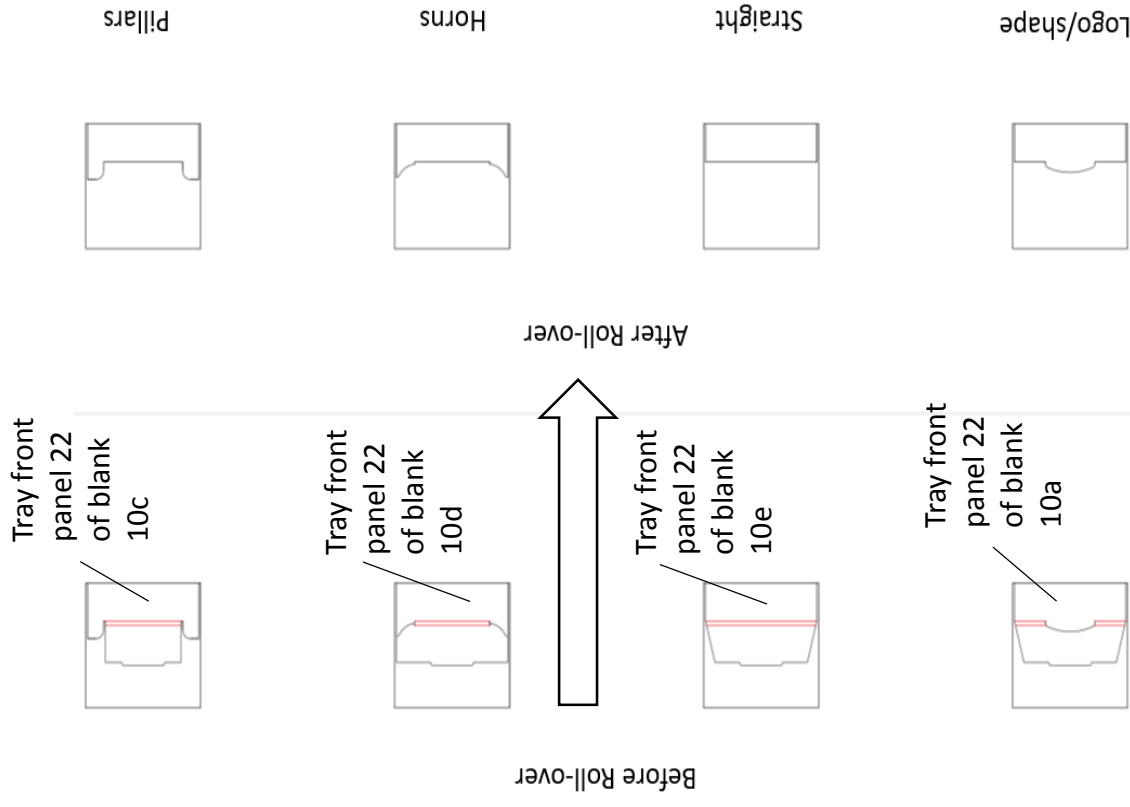 Pillars
Horns
Straight
Logo/shape
After Roll-over
Tray front
panel 22
of blank
10c
Tray front
panel 22
of blank
10d
Tray front
panel 22
of blank
10e
Tray front
panel 22
of blank
10a
Before Roll-over